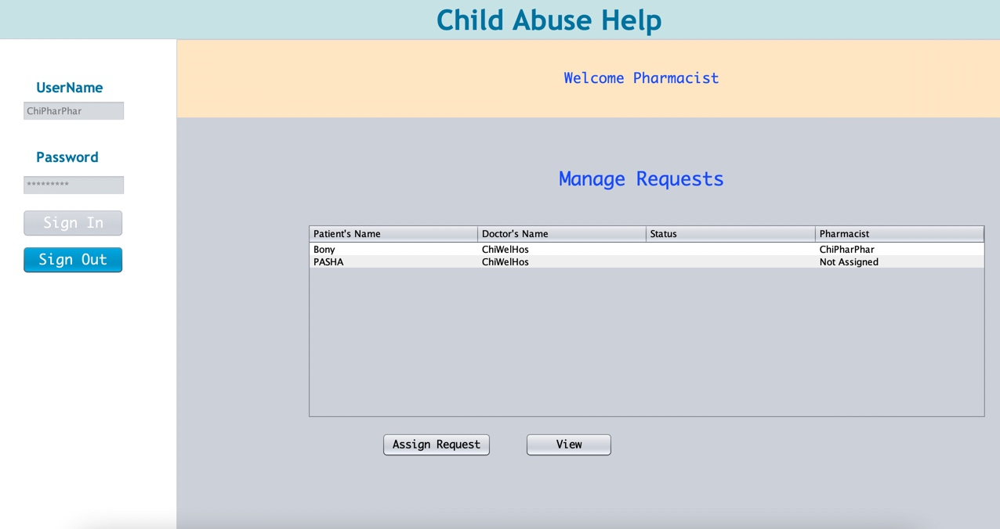 Child Abuse Help
UserName
ChiPharPhar
Password
*********
Sign In
Sign Out
Welcome Pharmacist
Manage Requests
Patient's Name Doctor's Name Status Pharmacist
Bony ChiWelHos ChiPharPhar
PASHA ChiWelHos Not Assigned
Assign Request View